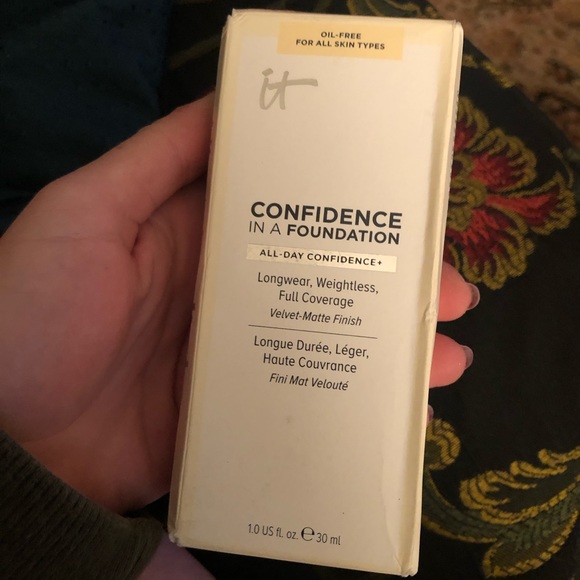 OIL-FREE
FOR ALL SKIN TYPES
it
CONFIDENCE
IN A FOUNDATION
ALL-DAY CONFIDENCE+
Longwear, Weightless,
Full Coverage
Velvet-Matte Finish
Longue Durée, Léger,
Haute Couvrance
Fini Mat Velouté
1.0 US fl. oz. ℮ 30 ml